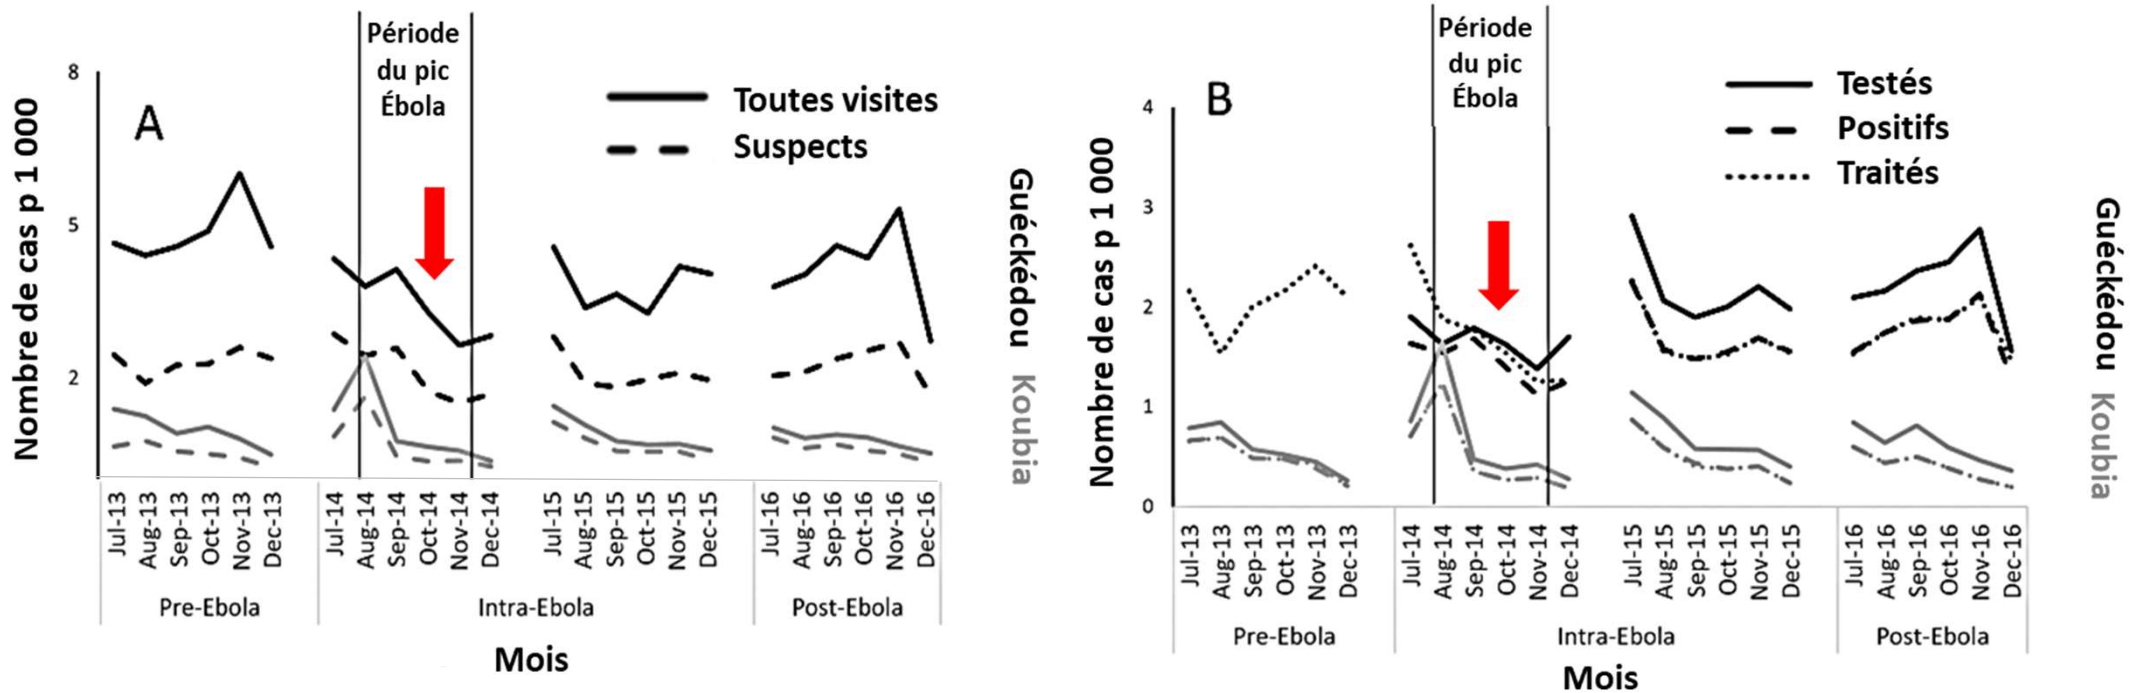 Période
du pic
Ébola
A
Toutes visites
Suspects
8
5
2
Nombre de cas p 1 000
Guéckédou Koubia
Jul-13
Aug-13
Sep-13
Oct-13
Nov-13
Dec-13
Jul-14
Aug-14
Sep-14
Oct-14
Nov-14
Dec-14
Jul-15
Aug-15
Sep-15
Oct-15
Nov-15
Dec-15
Jul-16
Aug-16
Sep-16
Oct-16
Nov-16
Dec-16
Pre-Ebola
Intra-Ebola
Post-Ebola
Mois
Période
du pic
Ébola
B
Testés
Positifs
Traités
4
3
2
1
0
Nombre de cas p 1 000
Guéckédou Koubia
Jul-13
Aug-13
Sep-13
Oct-13
Nov-13
Dec-13
Jul-14
Aug-14
Sep-14
Oct-14
Nov-14
Dec-14
Jul-15
Aug-15
Sep-15
Oct-15
Nov-15
Dec-15
Jul-16
Aug-16
Sep-16
Oct-16
Nov-16
Dec-16
Pre-Ebola
Intra-Ebola
Post-Ebola
Mois